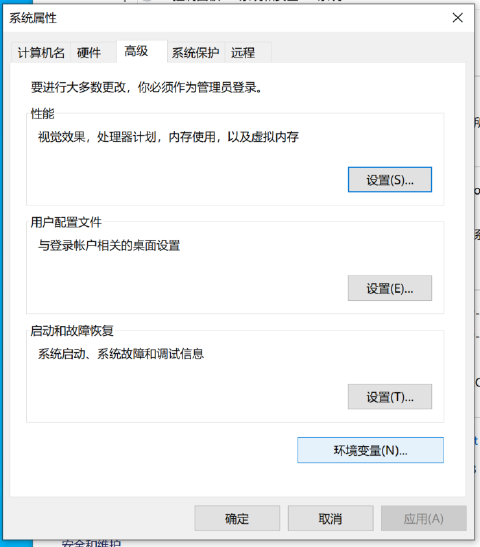 系统属性
计算机名 硬件 高级 系统保护 远程
要进行大多数更改，你必须作为管理员登录。
性能
视觉效果，处理器计划，内存使用，以及虚拟内存
设置(S)...
用户配置文件
与登录帐户相关的桌面设置
设置(E)...
启动和故障恢复
系统启动、系统故障和调试信息
设置(T)...
环境变量(N)...
确定 取消 应用(A)
安全和维护